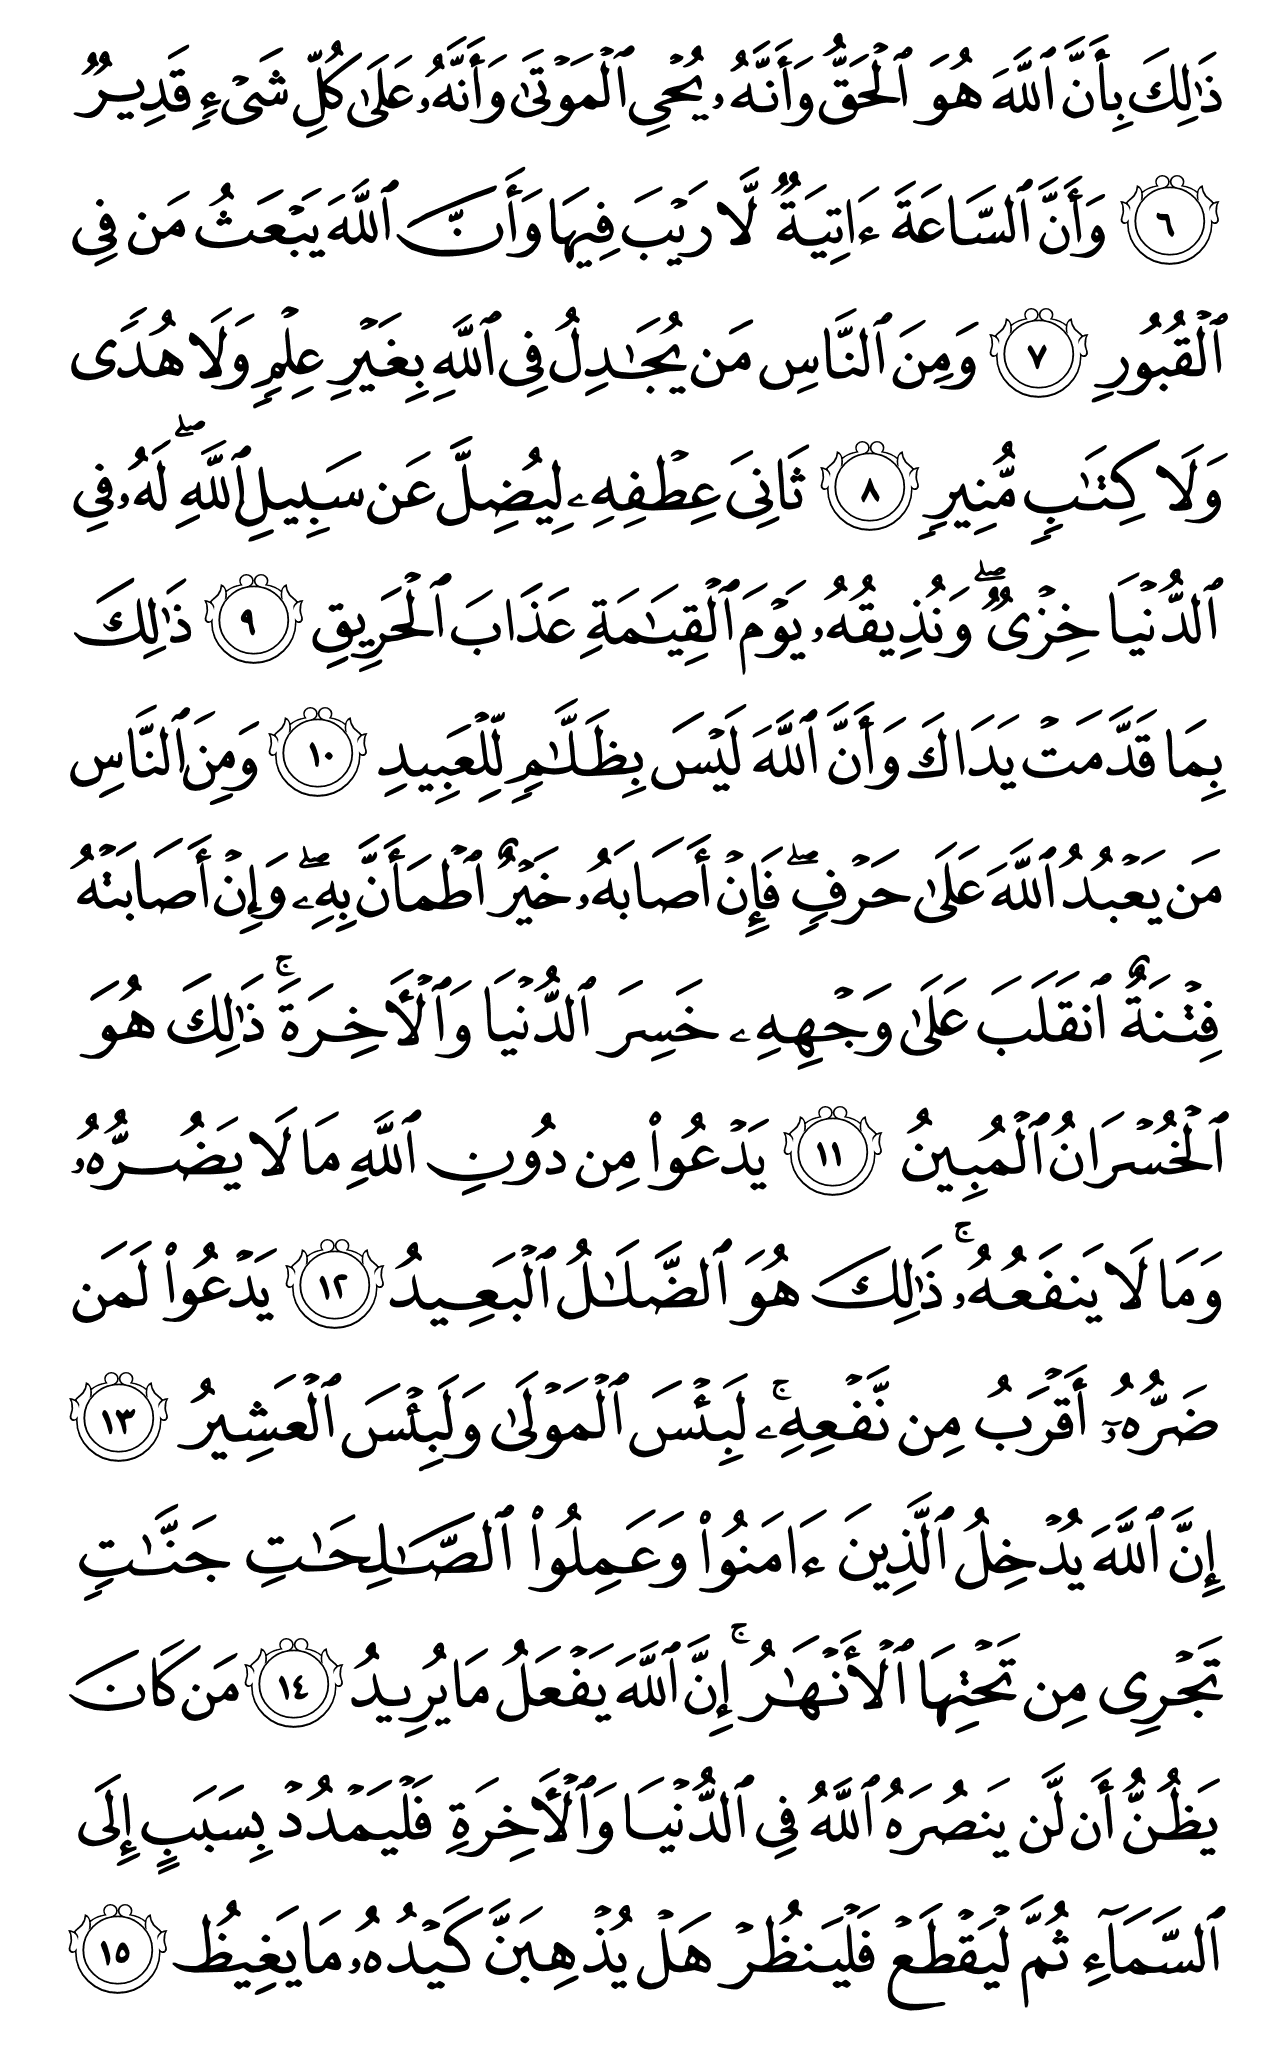 ذَٰلِكَ بِأَنَّ ٱللَّهَ هُوَ ٱلْحَقُّ وَأَنَّهُۥ يُحْىِ ٱلْمَوْتَىٰ وَأَنَّهُۥ عَلَىٰ كُلِّ شَىْءٍ قَدِيرٌ
٦ وَأَنَّ ٱلسَّاعَةَ ءَاتِيَةٌ لَّا رَيْبَ فِيهَا وَأَنَّ ٱللَّهَ يَبْعَثُ مَن فِى
ٱلْقُبُورِ ٧ وَمِنَ ٱلنَّاسِ مَن يُجَٰدِلُ فِى ٱللَّهِ بِغَيْرِ عِلْمٍ وَلَا هُدًى
وَلَا كِتَٰبٍ مُّنِيرٍ ٨ ثَانِىَ عِطْفِهِۦ لِيُضِلَّ عَن سَبِيلِ ٱللَّهِ ۖ لَهُۥ فِى
ٱلدُّنْيَا خِزْىٌ ۖ وَنُذِيقُهُۥ يَوْمَ ٱلْقِيَٰمَةِ عَذَابَ ٱلْحَرِيقِ ٩ ذَٰلِكَ
بِمَا قَدَّمَتْ يَدَاكَ وَأَنَّ ٱللَّهَ لَيْسَ بِظَلَّٰمٍ لِّلْعَبِيدِ ١٠ وَمِنَ ٱلنَّاسِ
مَن يَعْبُدُ ٱللَّهَ عَلَىٰ حَرْفٍ ۖ فَإِنْ أَصَابَهُۥ خَيْرٌ ٱطْمَأَنَّ بِهِۦ ۖ وَإِنْ أَصَابَتْهُ
فِتْنَةٌ ٱنقَلَبَ عَلَىٰ وَجْهِهِۦ خَسِرَ ٱلدُّنْيَا وَٱلْأَخِرَةَ ۚ ذَٰلِكَ هُوَ
ٱلْخُسْرَانُ ٱلْمُبِينُ ١١ يَدْعُوا۟ مِن دُونِ ٱللَّهِ مَا لَا يَضُرُّهُۥ
وَمَا لَا يَنفَعُهُۥ ۚ ذَٰلِكَ هُوَ ٱلضَّلَٰلُ ٱلْبَعِيدُ ١٢ يَدْعُوا۟ لَمَن
ضَرُّهُۥٓ أَقْرَبُ مِن نَّفْعِهِۦ ۚ لَبِئْسَ ٱلْمَوْلَىٰ وَلَبِئْسَ ٱلْعَشِيرُ ١٣
إِنَّ ٱللَّهَ يُدْخِلُ ٱلَّذِينَ ءَامَنُوا۟ وَعَمِلُوا۟ ٱلصَّٰلِحَٰتِ جَنَّٰتٍ
تَجْرِى مِن تَحْتِهَا ٱلْأَنْهَٰرُ ۚ إِنَّ ٱللَّهَ يَفْعَلُ مَا يُرِيدُ ١٤ مَن كَانَ
يَظُنُّ أَن لَّن يَنصُرَهُ ٱللَّهُ فِى ٱلدُّنْيَا وَٱلْأَخِرَةِ فَلْيَمْدُدْ بِسَبَبٍ إِلَى
ٱلسَّمَآءِ ثُمَّ لْيَقْطَعْ فَلْيَنظُرْ هَلْ يُذْهِبَنَّ كَيْدُهُۥ مَا يَغِيظُ ١٥